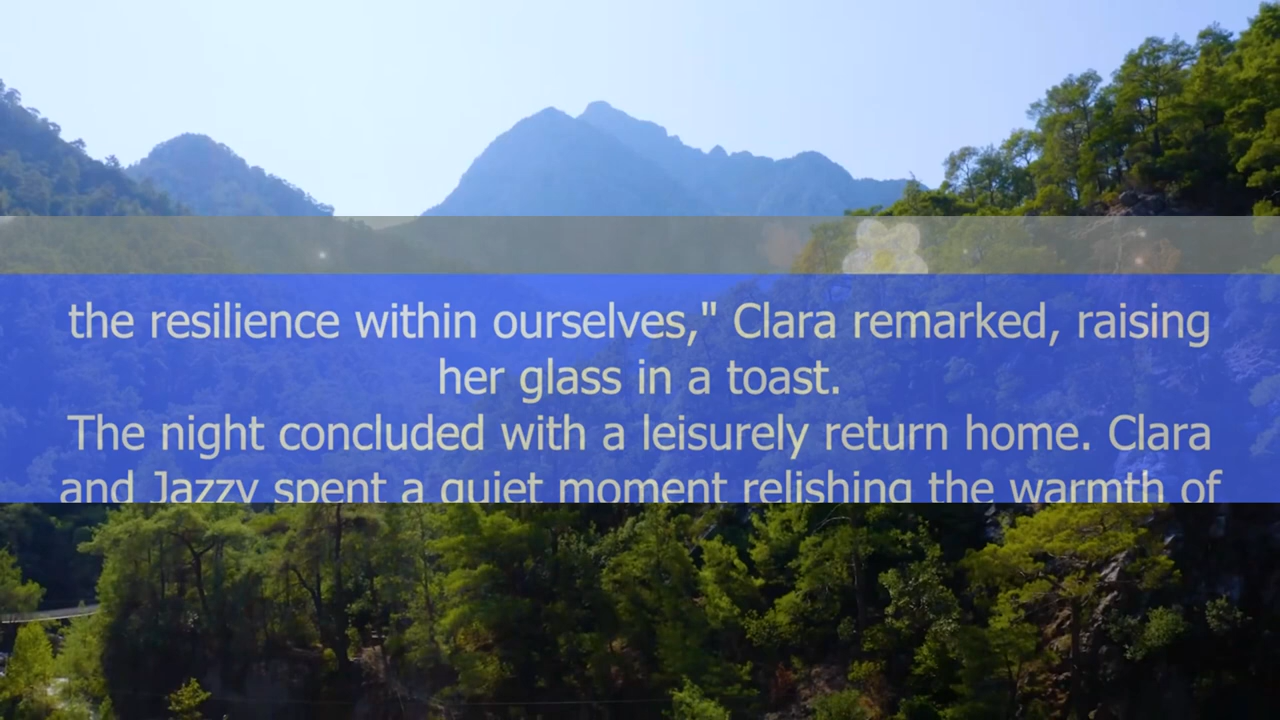 the resilience within ourselves," Clara remarked, raising
her glass in a toast.
The night concluded with a leisurely return home. Clara
and Jazzy spent a quiet moment relishing the warmth of